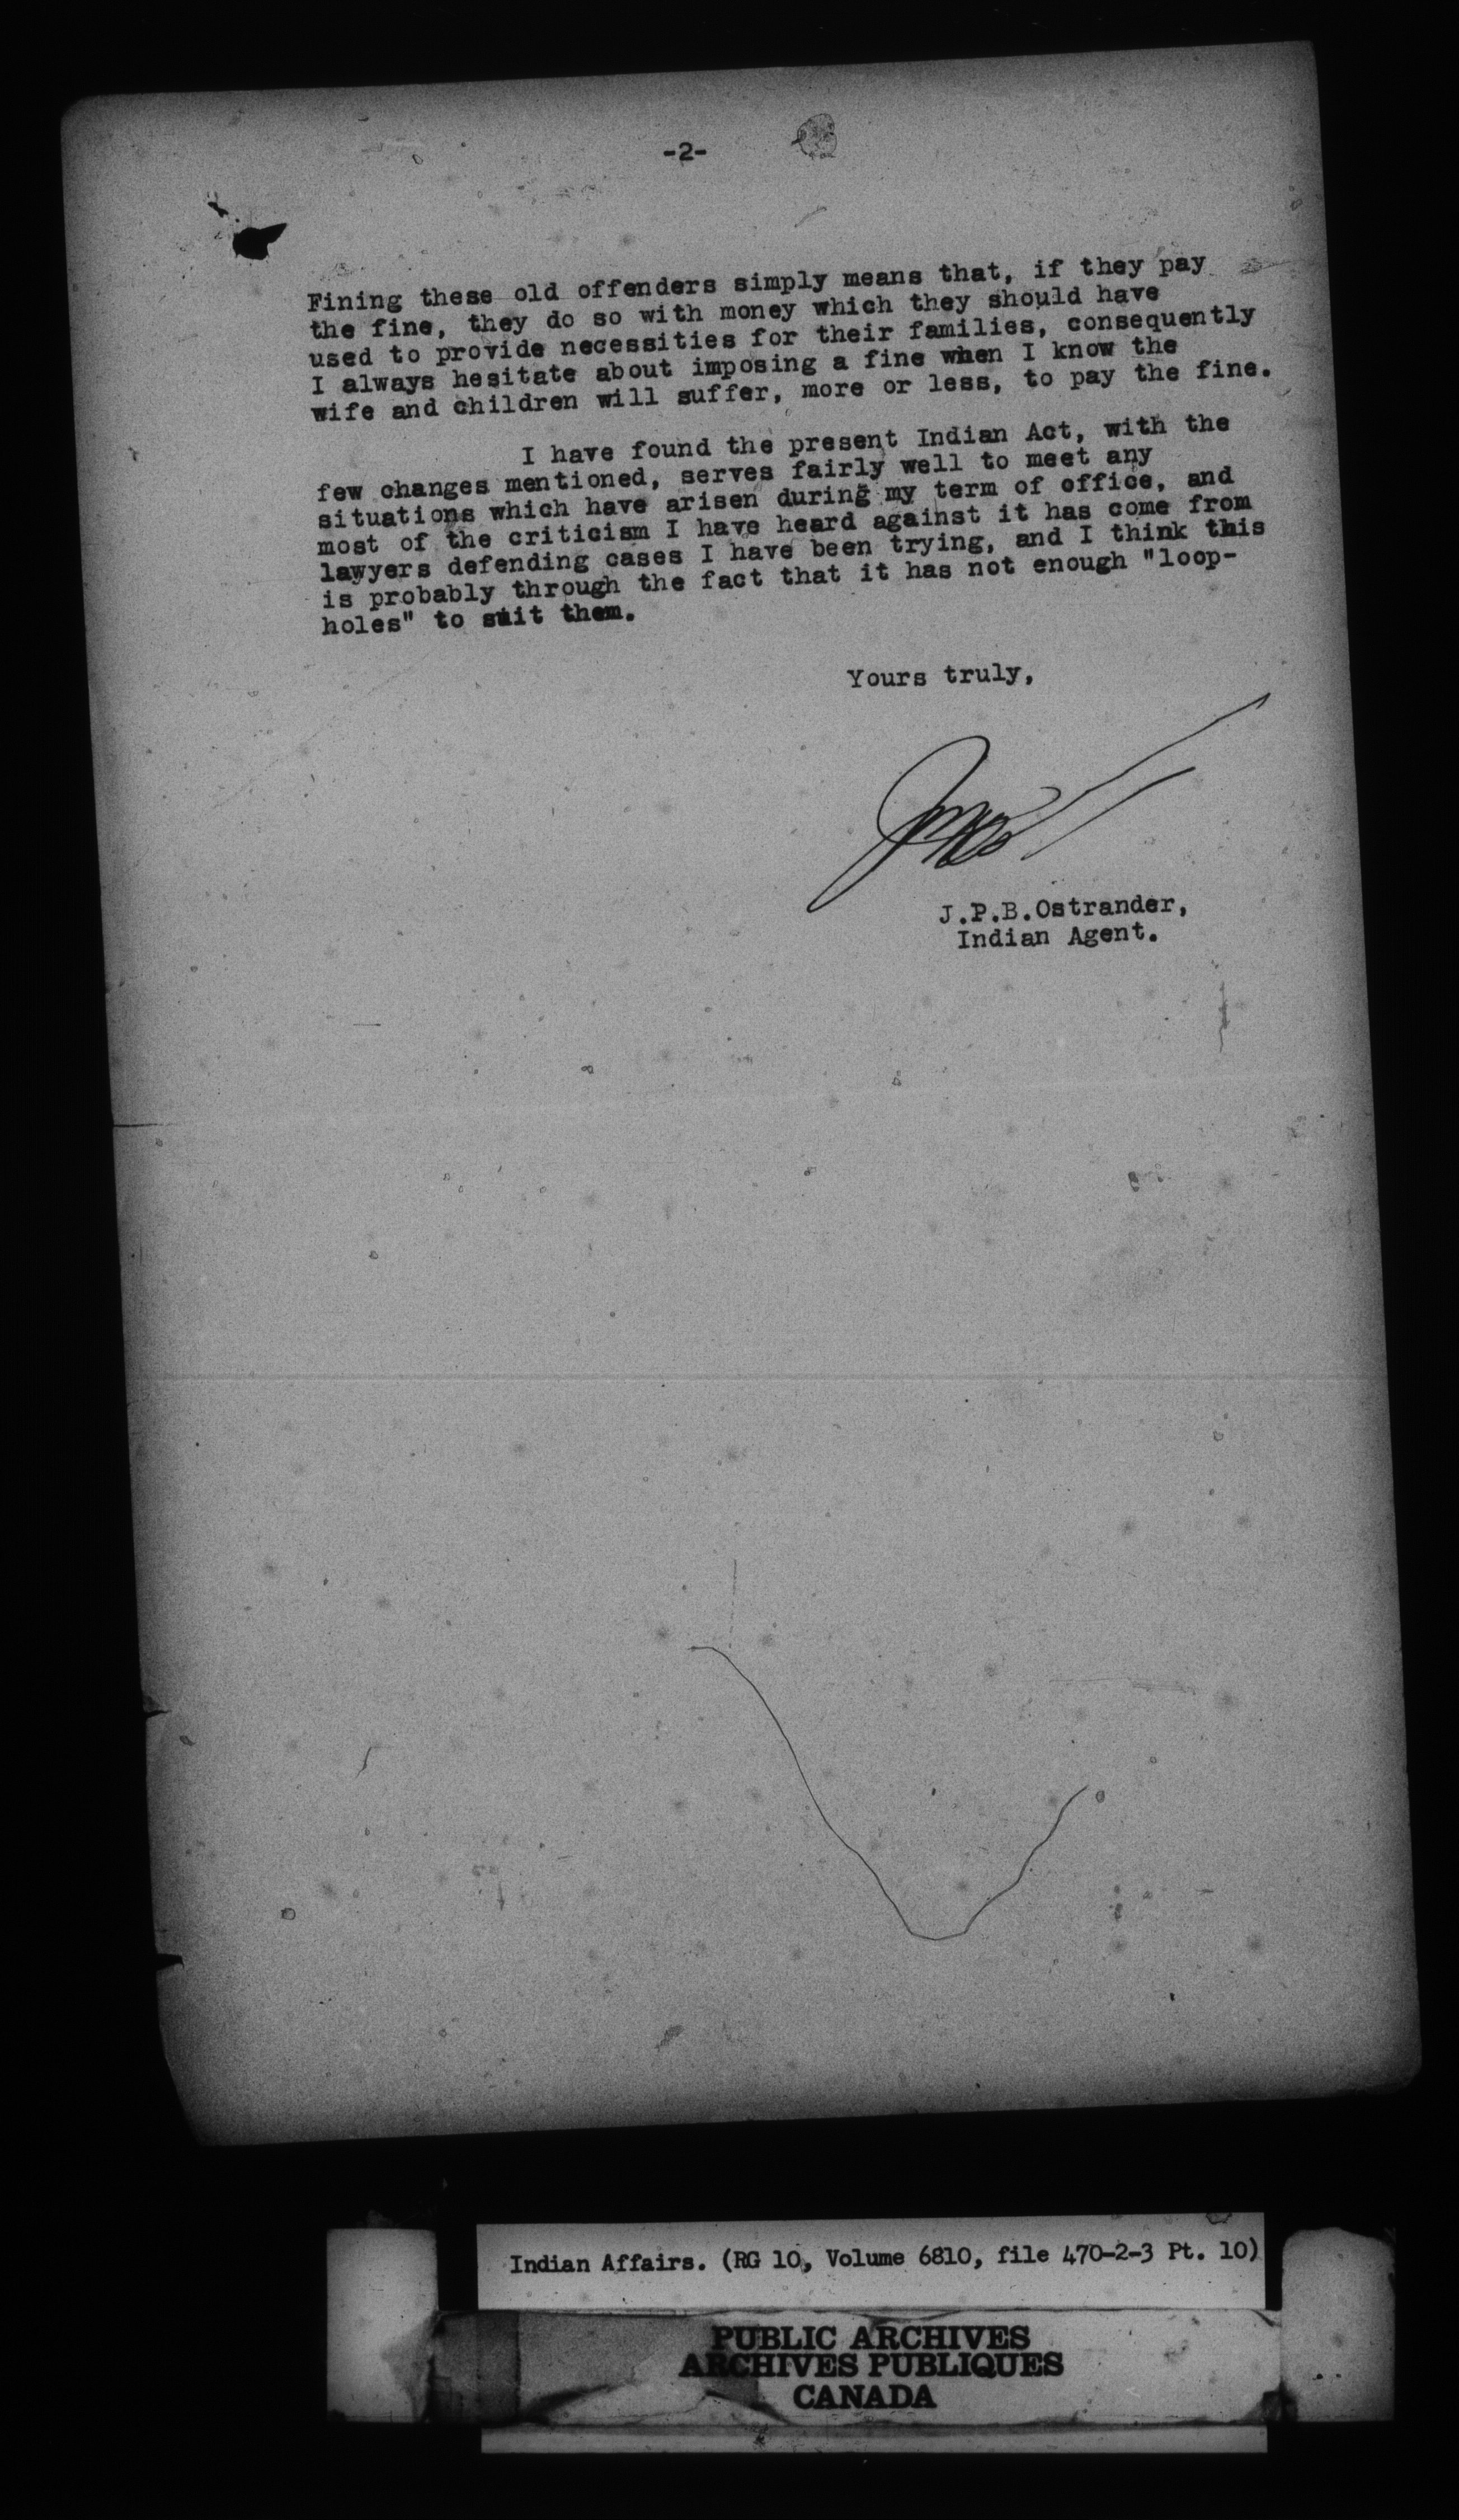 -2-
Fining these old offenders simply means that, if they pay
the fine, they do so with money which they should have
used to provide necessities for their families, consequently
I always hesitate about imposing a fine when I know the
wife and children will suffer, more or less, to pay the fine.
I have found the present Indian Act, with the
few changes mentioned, serves fairly well to meet any
situations which have arisen during my term of office, and
most of the criticism I have heard against it has come from
lawyers defending cases I have been trying, and I think this
is probably through the fact that it has not enough "loop-
holes" to suit them.
Yours truly,
J.P.B.Ostrander,
Indian Agent.
Indian Affairs. (RG 10, Volume 6810, file 470-2-3 Pt. 10)
PUBLIC ARCHIVES
ARCHIVES PUBLIQUES
CANADA